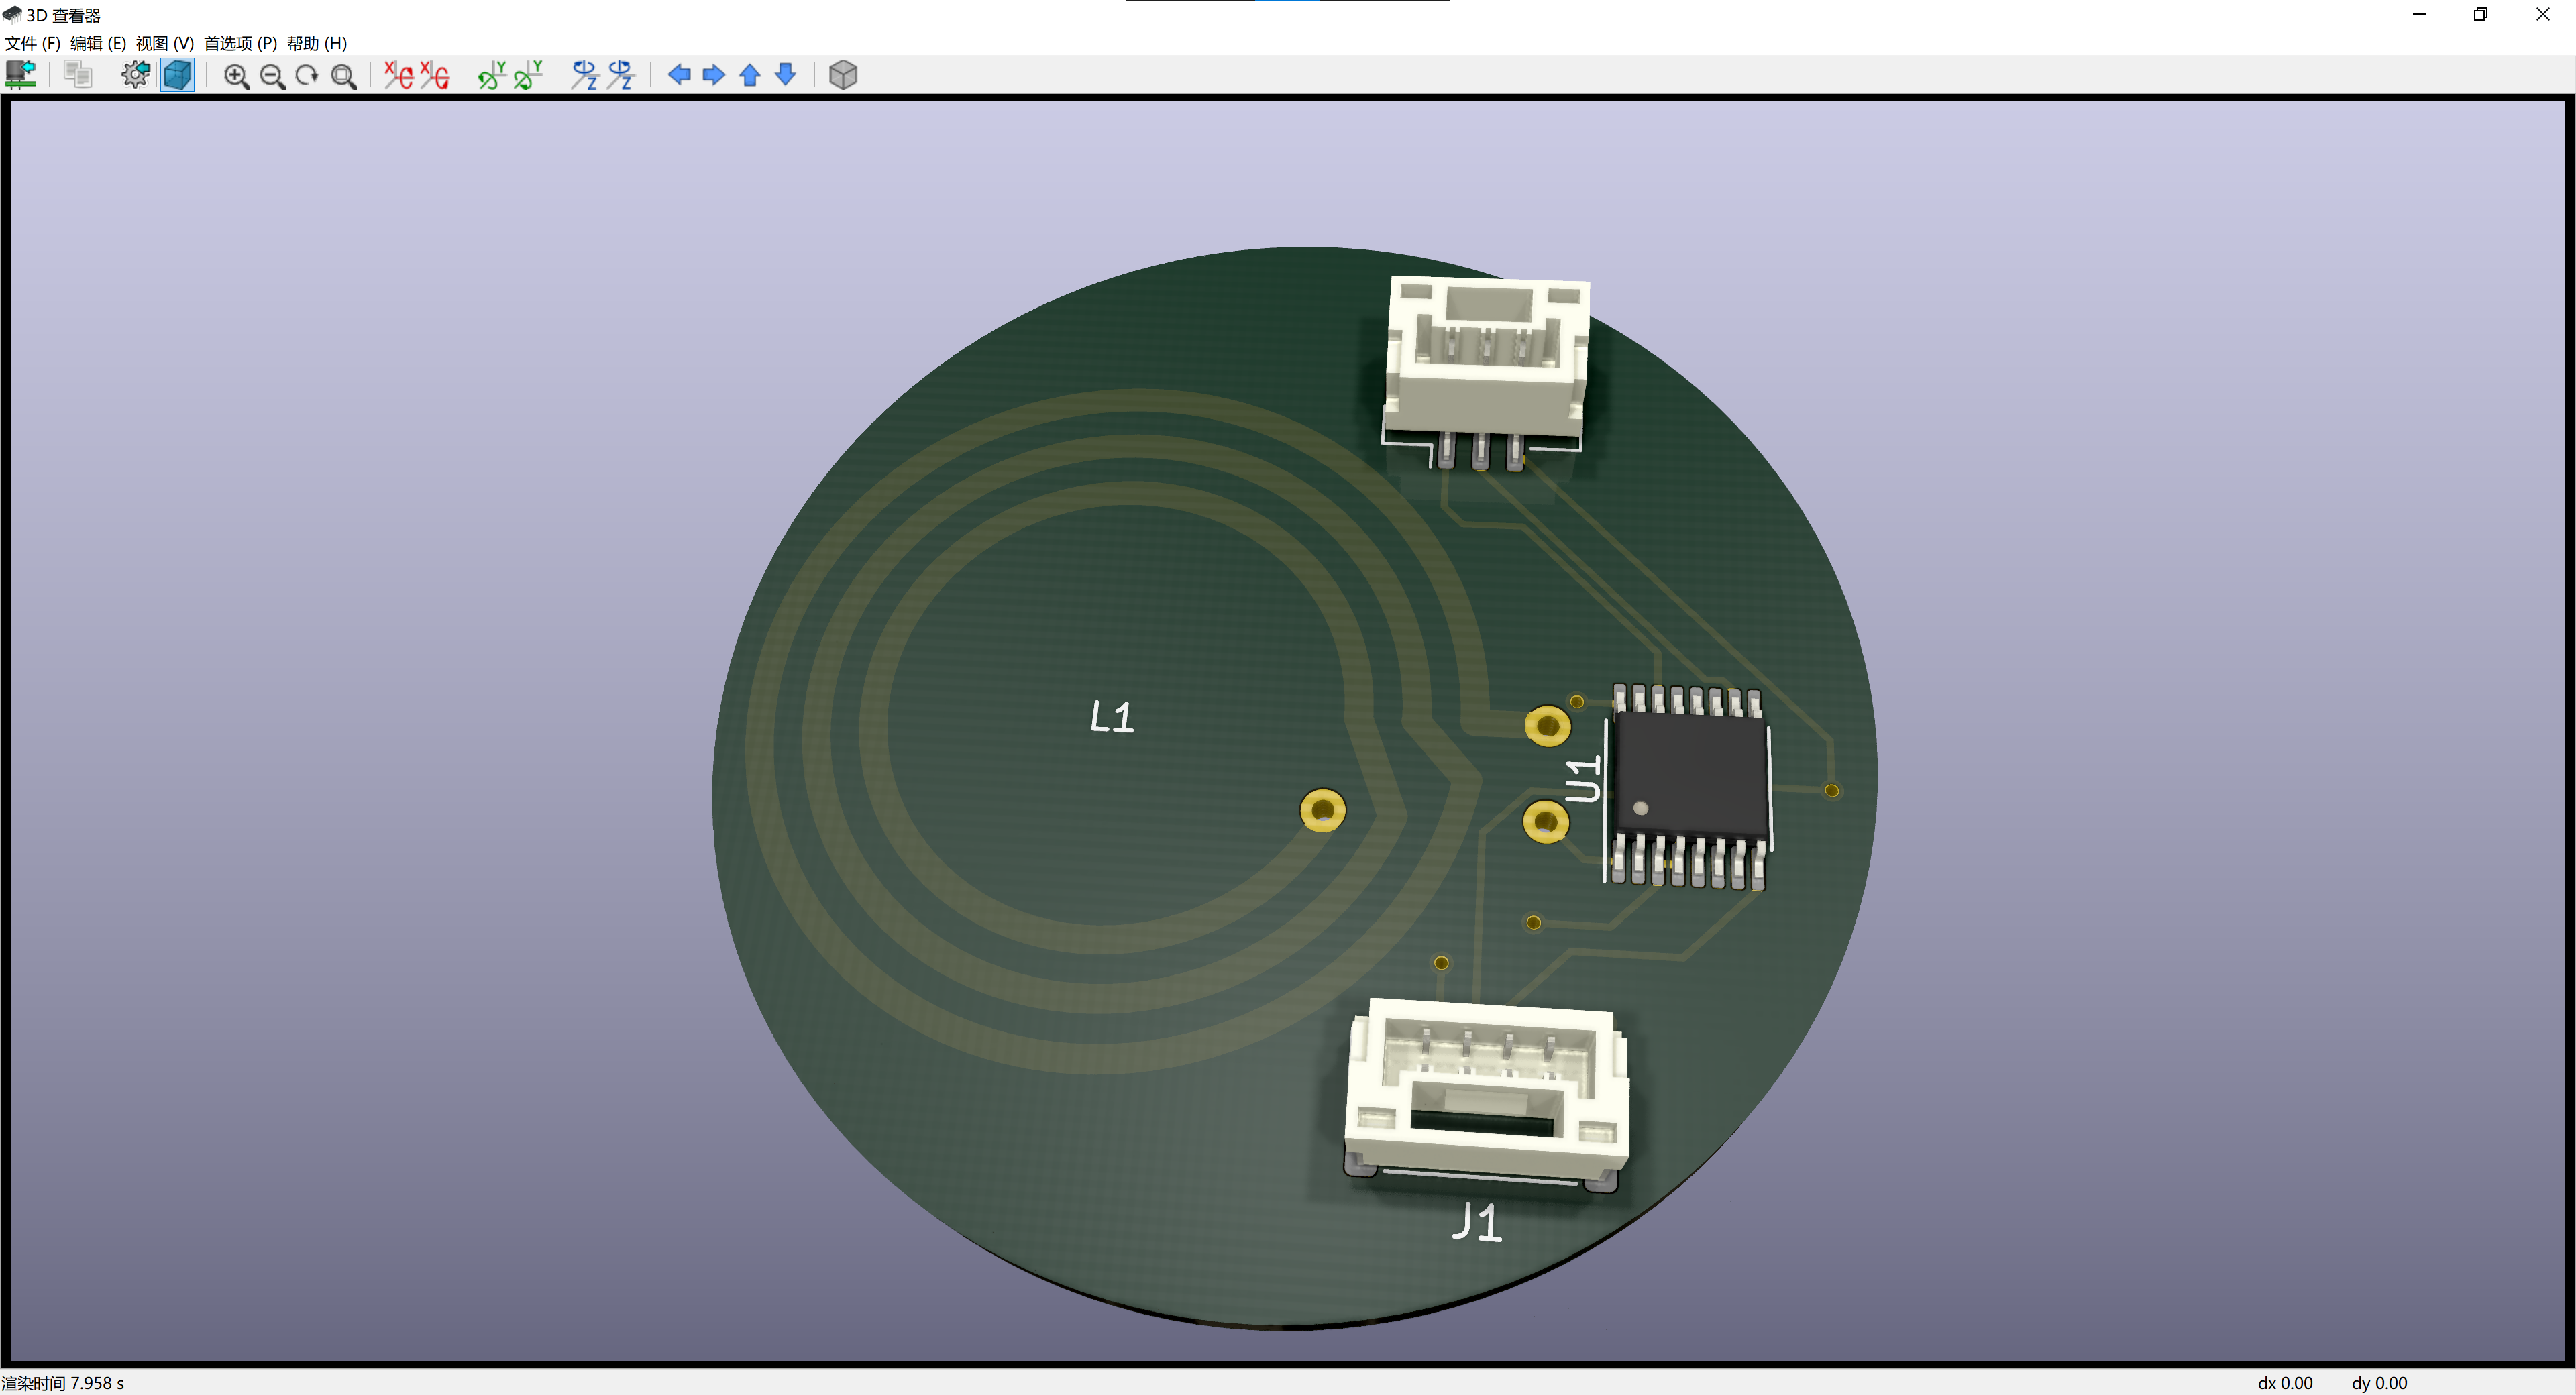 3D 查看器
文件 (F) 编辑 (E) 视图 (V) 首选项 (P) 帮助 (H)
L1
U1
J1
渲染时间 7.958 s
dx 0.00
dy 0.00